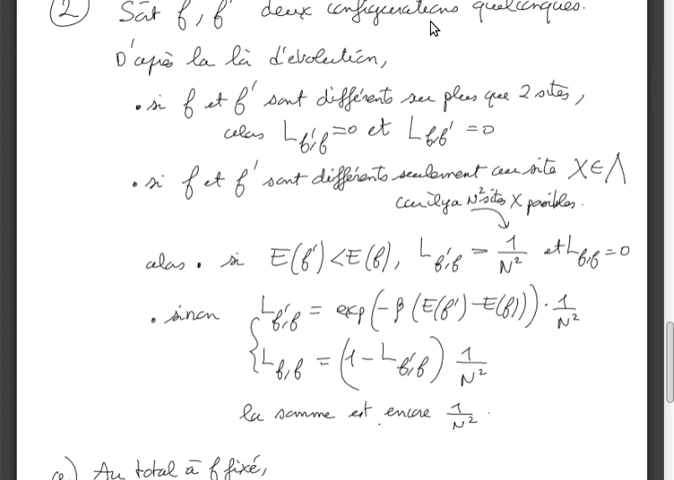 ② Soit f, f' deux configurations quelconques.
D'après la loi d'évolution,
• si f et f' sont différents sur plus que 2 sites,
alors L_{f',f} = 0 et L_{f,f'} = 0
• si f et f' sont différents seulement au site X ∈ Λ
car il y a N² sites X possibles.
alors • si E(f') < E(f), L_{f',f} = 1/N² et L_{f,f} = 0
• sinon { L_{f',f} = exp(-β(E(f') - E(f))) · 1/N²
L_{f,f} = (1 - L_{f',f}) 1/N²
la somme est encore 1/N².
Au total à f fixé,